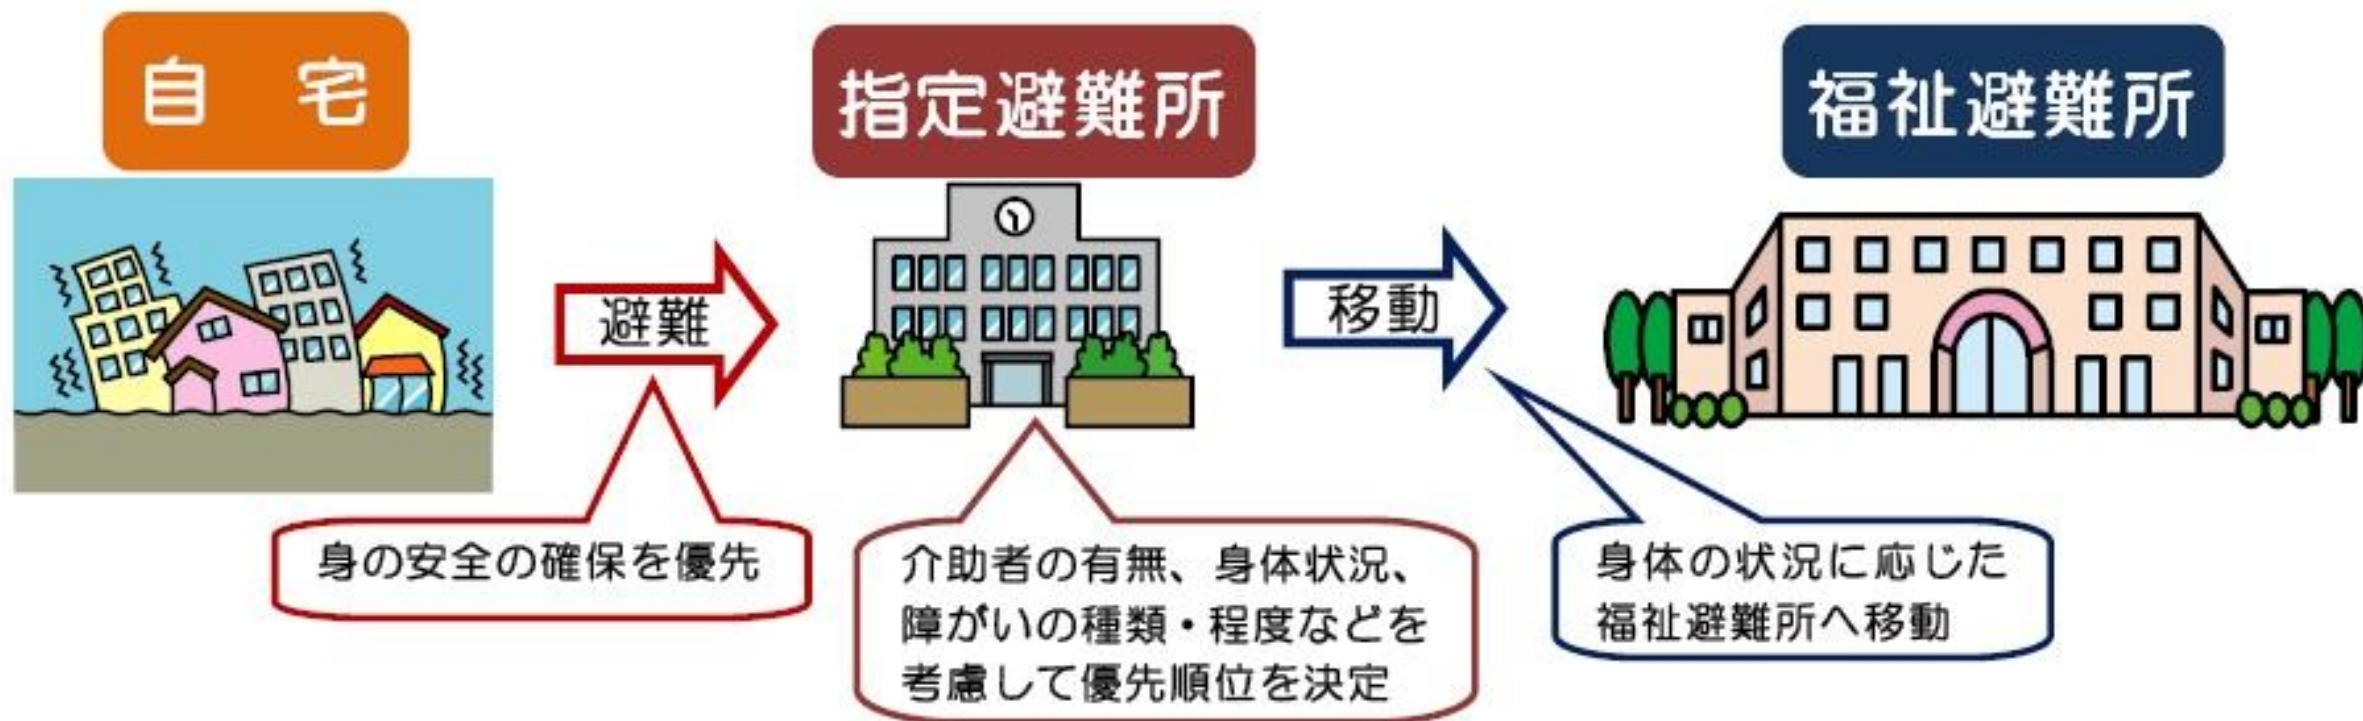 自 宅
指定避難所
福祉避難所
避難
移動
身の安全の確保を優先
介助者の有無、身体状況、
障がいの種類・程度などを
考慮して優先順位を決定
身体の状況に応じた
福祉避難所へ移動